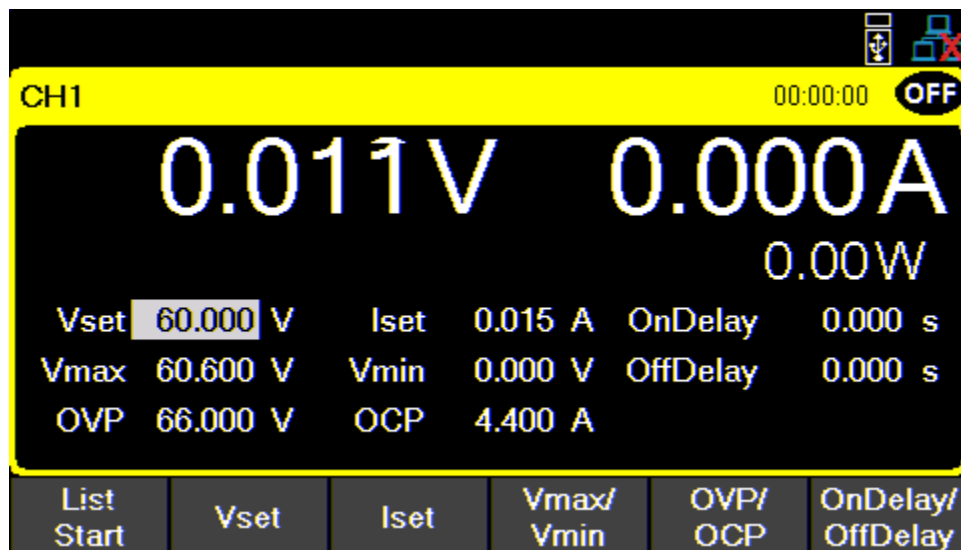 CH1 00:00:00 OFF
0.011V 0.000A
0.00W
Vset 60.000 V Iset 0.015 A OnDelay 0.000 s
Vmax 60.600 V Vmin 0.000 V OffDelay 0.000 s
OVP 66.000 V OCP 4.400 A
List Start Vset Iset Vmax/ Vmin OVP/ OCP OnDelay/ OffDelay